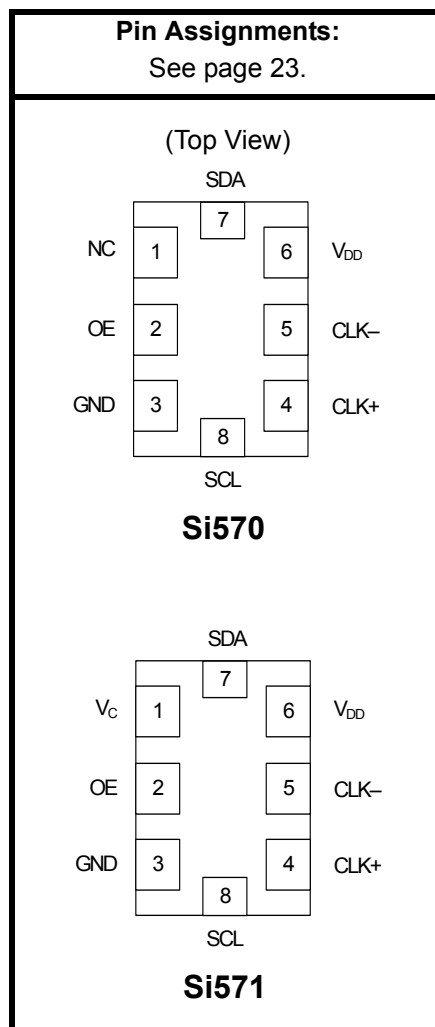 Pin Assignments:
See page 23.
(Top View)
SDA
7
NC 1 6 VDD
OE 2 5 CLK–
GND 3 4 CLK+
8
SCL
Si570
SDA
7
VC 1 6 VDD
OE 2 5 CLK–
GND 3 4 CLK+
8
SCL
Si571